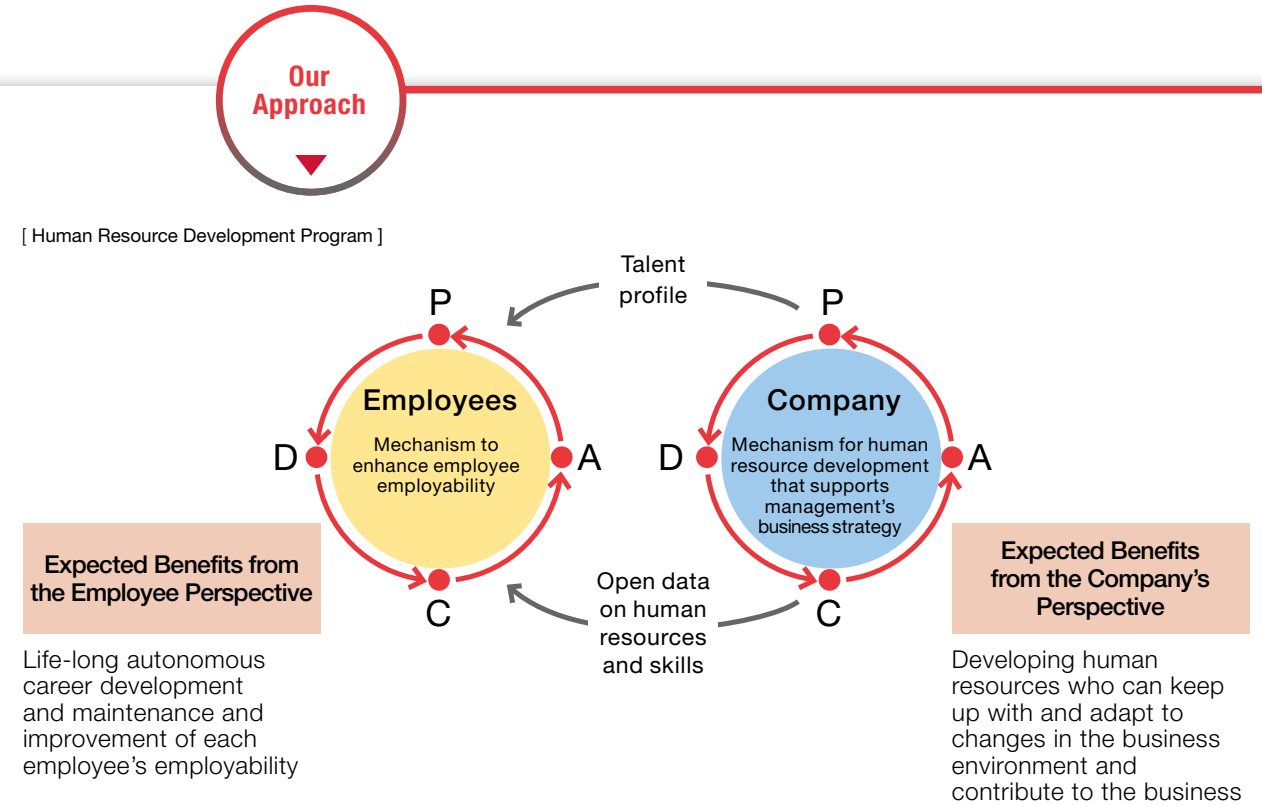 Our
Approach
[ Human Resource Development Program ]
Talent
profile
P
D
A
C
Employees
Mechanism to
enhance employee
employability
P
D
A
C
Company
Mechanism for human
resource development
that supports
management's
business strategy
Open data
on human
resources
and skills
Expected Benefits from
the Employee Perspective
Life-long autonomous
career development
and maintenance and
improvement of each
employee's employability
Expected Benefits
from the Company's
Perspective
Developing human
resources who can keep
up with and adapt to
changes in the business
environment and
contribute to the business